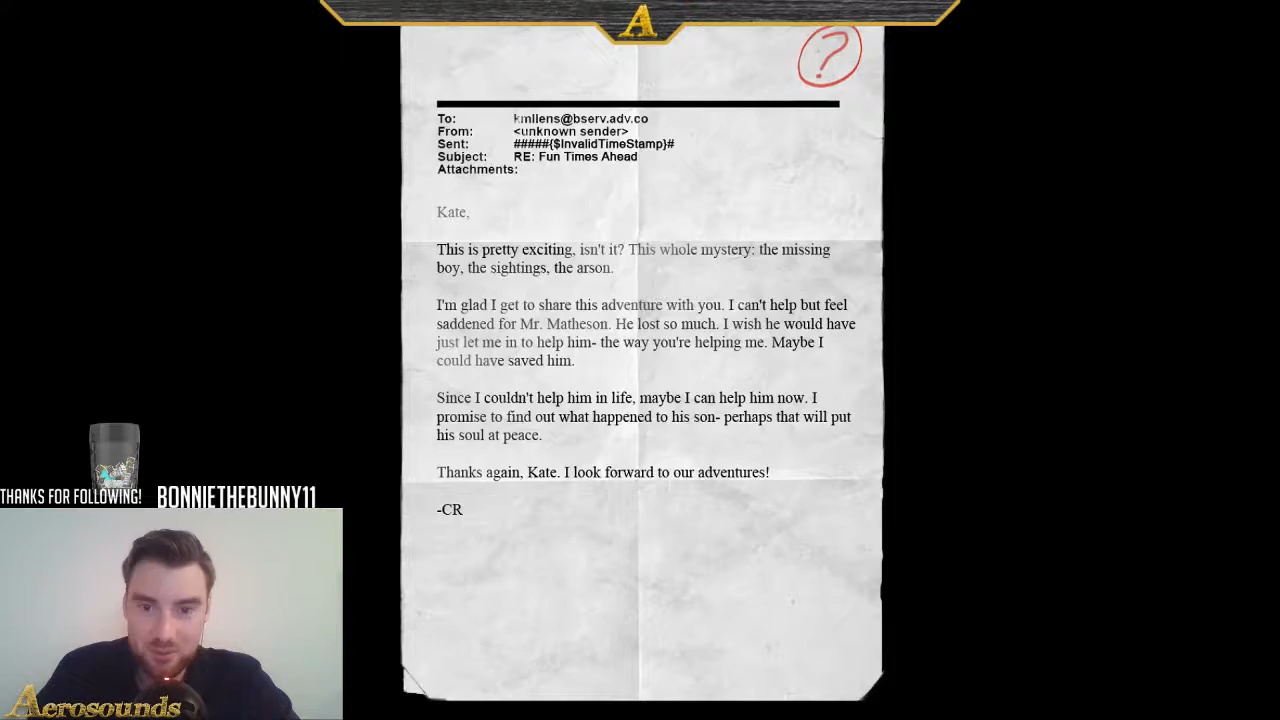 A
?
To: kmilens@bserv.adv.co
From: <unknown sender>
Sent: #####{$InvalidTimeStamp}#
Subject: RE: Fun Times Ahead
Attachments:
Kate,
This is pretty exciting, isn't it? This whole mystery: the missing
boy, the sightings, the arson.
I'm glad I get to share this adventure with you. I can't help but feel
saddened for Mr. Matheson. He lost so much. I wish he would have
just let me in to help him- the way you're helping me. Maybe I
could have saved him.
Since I couldn't help him in life, maybe I can help him now. I
promise to find out what happened to his son- perhaps that will put
his soul at peace.
Thanks again, Kate. I look forward to our adventures!
-CR
THANKS FOR FOLLOWING! BONNIETHEBUNNY11
Aerosounds